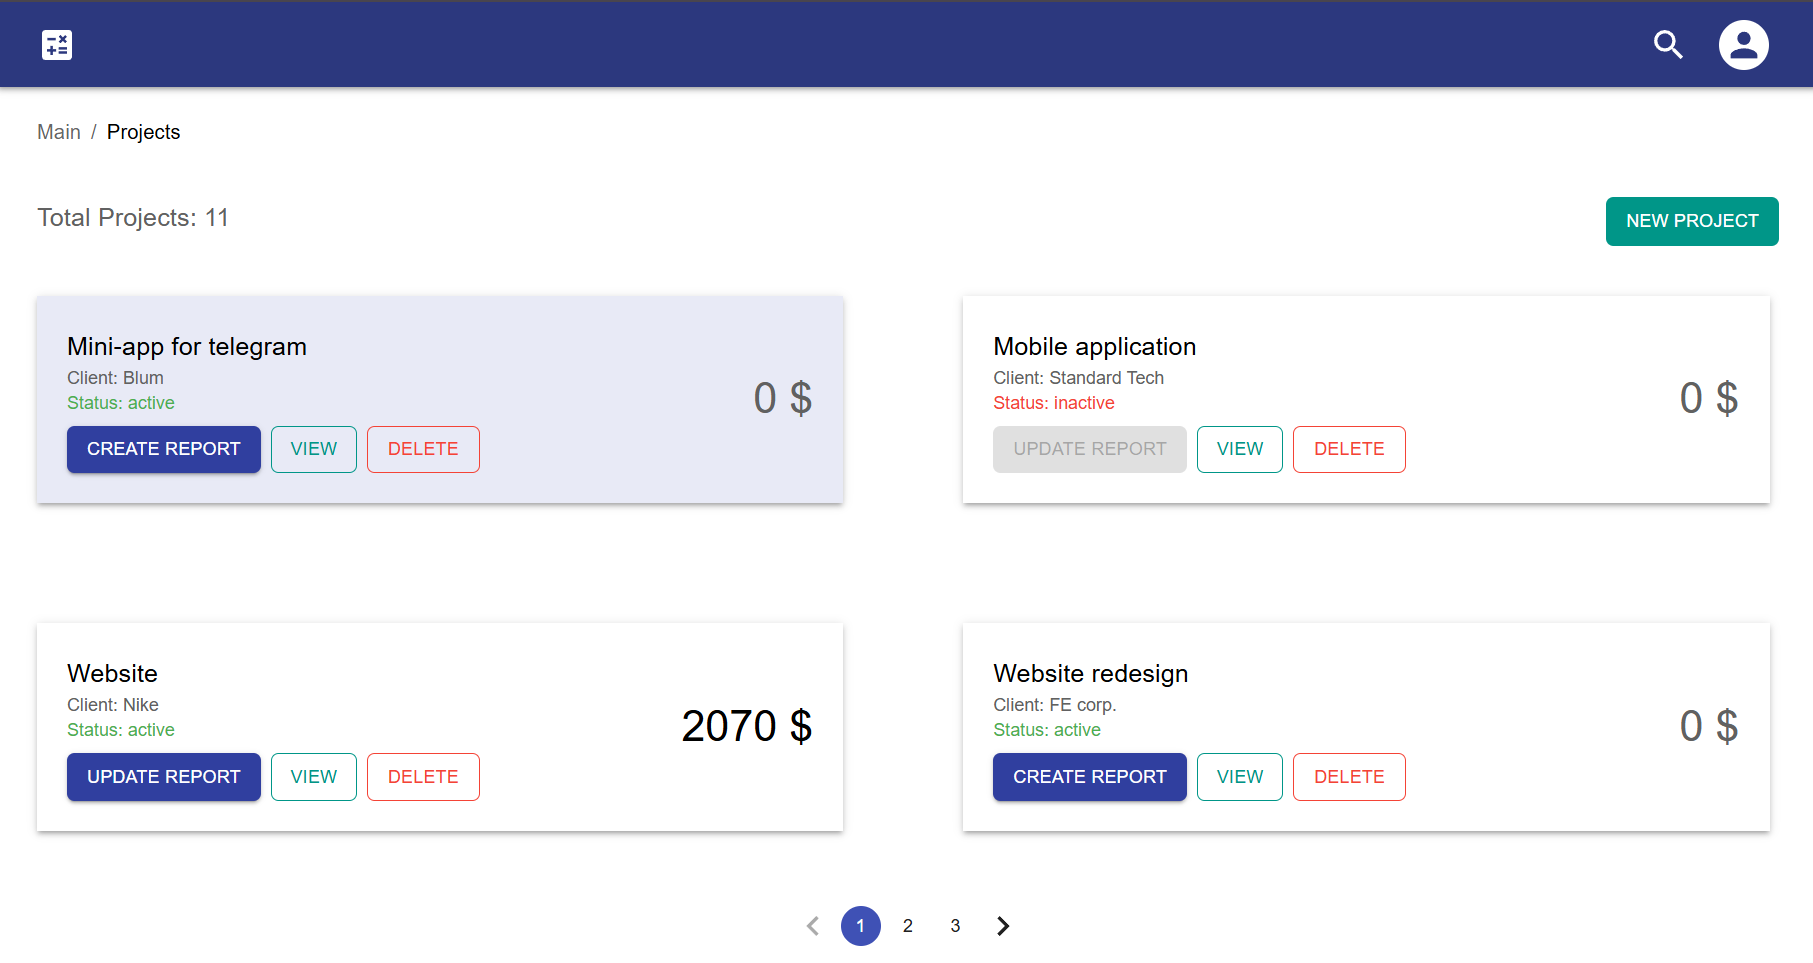 Main / Projects
Total Projects: 11
NEW PROJECT
Mini-app for telegram
Client: Blum
Status: active
0 $
CREATE REPORT VIEW DELETE
Mobile application
Client: Standard Tech
Status: inactive
0 $
UPDATE REPORT VIEW DELETE
Website
Client: Nike
Status: active
2070 $
UPDATE REPORT VIEW DELETE
Website redesign
Client: FE corp.
Status: active
0 $
CREATE REPORT VIEW DELETE
1 2 3